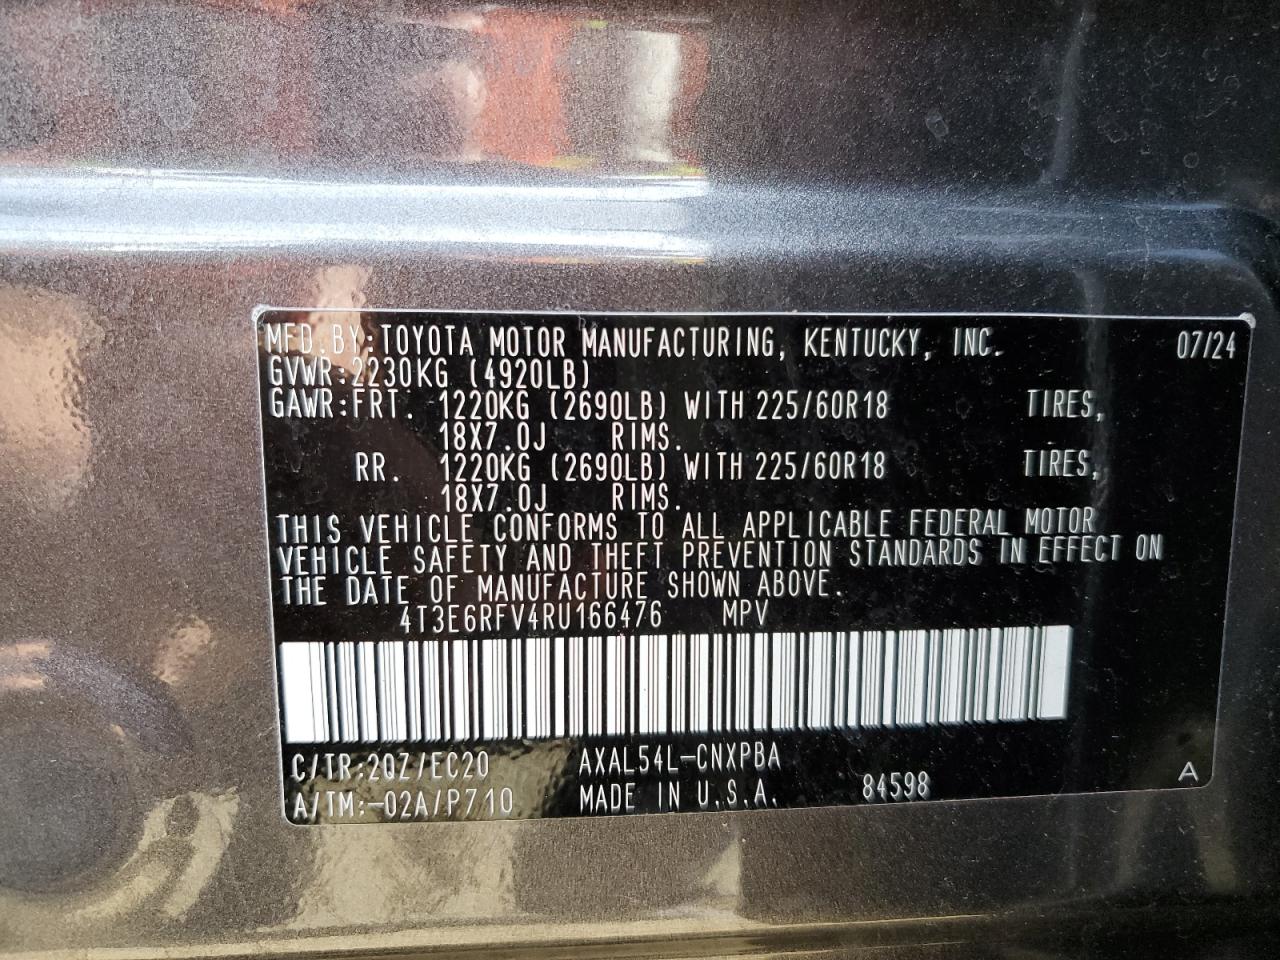 MFD.BY:TOYOTA MOTOR MANUFACTURING, KENTUCKY, INC. 07/24
GVWR:2230KG (4920LB)
GAWR:FRT. 1220KG (2690LB) WITH 225/60R18 TIRES,
18X7.0J RIMS.
RR. 1220KG (2690LB) WITH 225/60R18 TIRES,
18X7.0J RIMS.
THIS VEHICLE CONFORMS TO ALL APPLICABLE FEDERAL MOTOR
VEHICLE SAFETY AND THEFT PREVENTION STANDARDS IN EFFECT ON
THE DATE OF MANUFACTURE SHOWN ABOVE.
4T3E6RFV4RU166476 MPV
C/TR:2QZ/EC20 AXAL54L-CNXPBA
A/TM:-02A/P710 MADE IN U.S.A. 84598 A